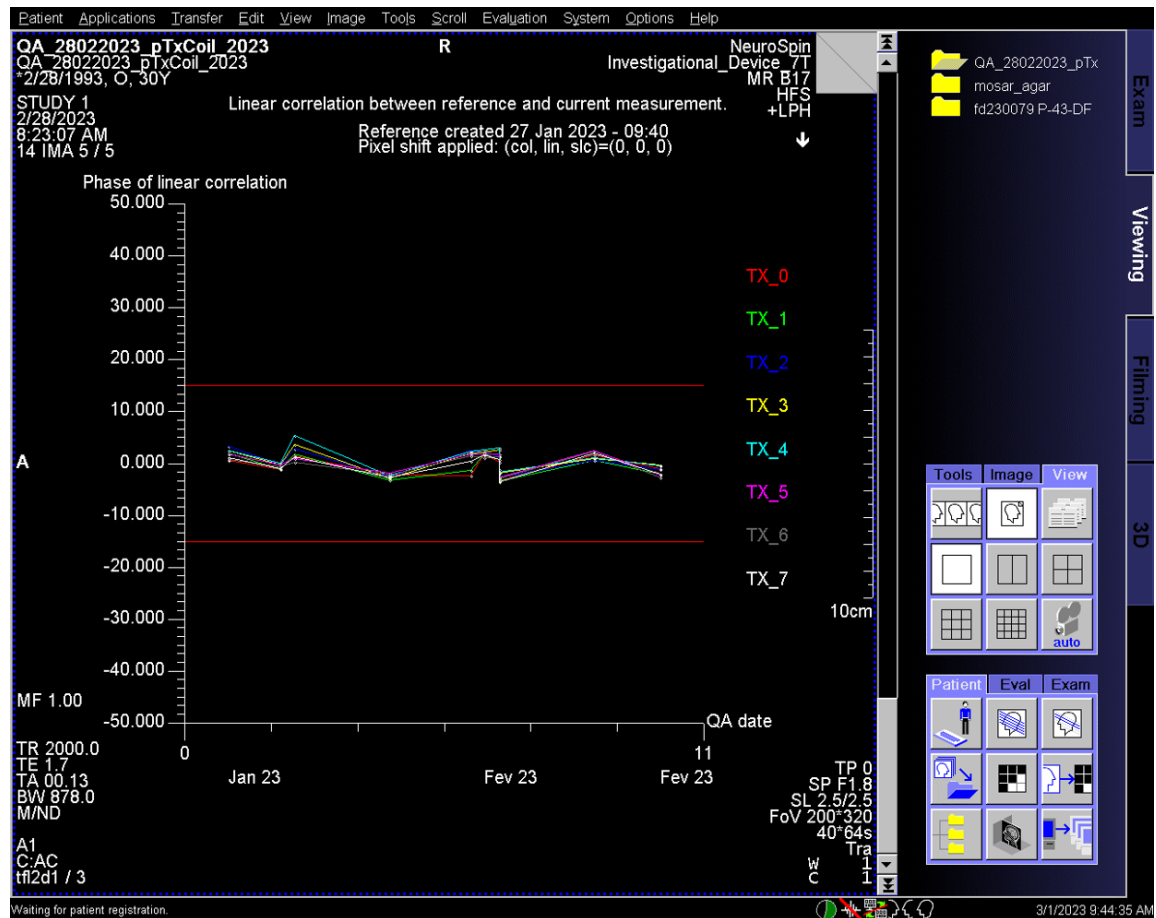 Patient Applications Transfer Edit View Image Tools Scroll Evaluation System Options Help
QA_28022023_pTxCoil_2023
QA_28022023_pTxCoil_2023
*2/28/1993, O, 30Y
STUDY 1
2/28/2023
8:23:07 AM
14 IMA 5 / 5
R
NeuroSpin
Investigational_Device_7T
MR B17
HFS
+LPH
Linear correlation between reference and current measurement.
Reference created 27 Jan 2023 - 09:40
Pixel shift applied: (col, lin, slc)=(0, 0, 0)
Phase of linear correlation
50.000
40.000
30.000
20.000
10.000
0.000
-10.000
-20.000
-30.000
-40.000
-50.000
A
TX_0
TX_1
TX_2
TX_3
TX_4
TX_5
TX_6
TX_7
10cm
QA date
0
11
Jan 23
Fev 23
Fev 23
MF 1.00
TR 2000.0
TE 1.7
TA 00.13
BW 878.0
M/ND
A1
C:AC
tfl2d1 / 3
TP 0
SP F1.8
SL 2.5/2.5
FoV 200*320
40*64s
Tra
W 1
C 1
QA_28022023_pTx
mosar_agar
fd230079 P-43-DF
Exam
Viewing
Filming
3D
Tools Image View
auto
Patient Eval Exam
Waiting for patient registration.
3/1/2023 9:44:35 AM